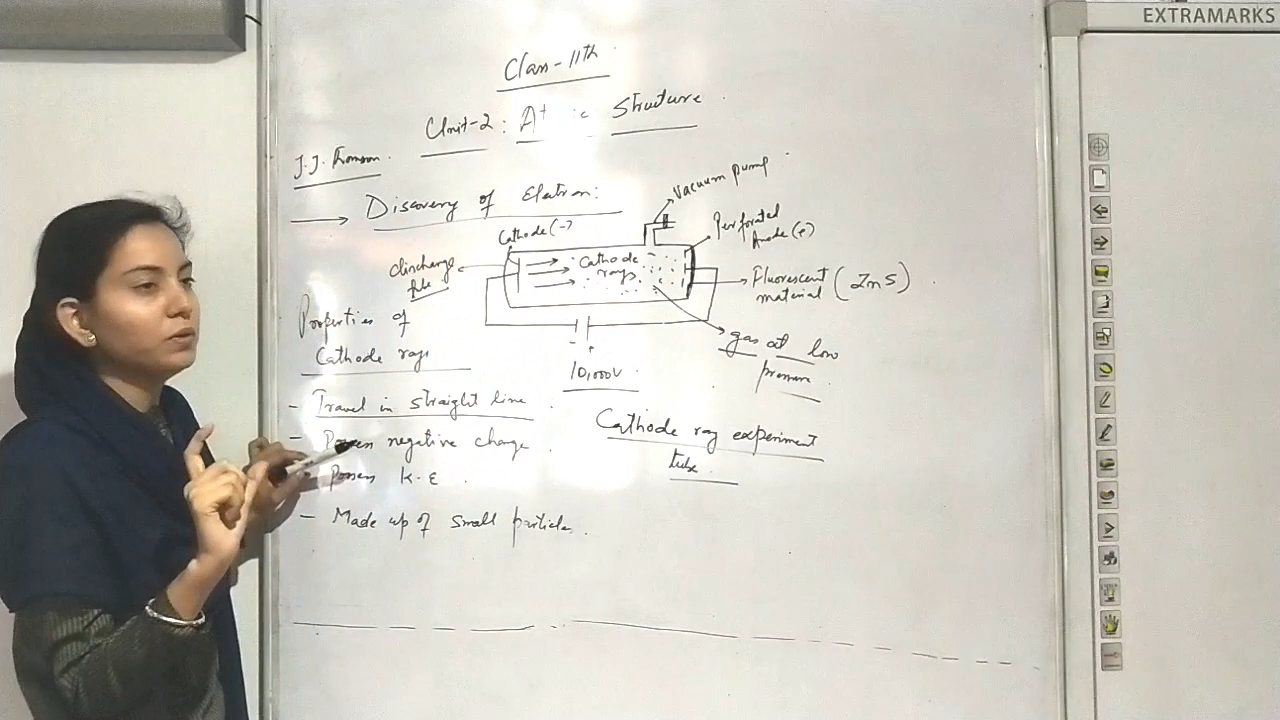 EXTRAMARKS
Class-11th
Unit-2: At c Structure
J.J. Thomson.
Discovery of Electron:
Vacuum pump
Cathode (-)
Perforated
Anode (+)
discharge
tube
Cathode
rays
Fluorescent
material (ZnS)
gas at low
pressure
- +
10,000V
Properties of
Cathode rays
- Travel in straight line.
- Possess negative charge.
- Possess K.E.
- Made up of small particles.
Cathode ray experiment
tube